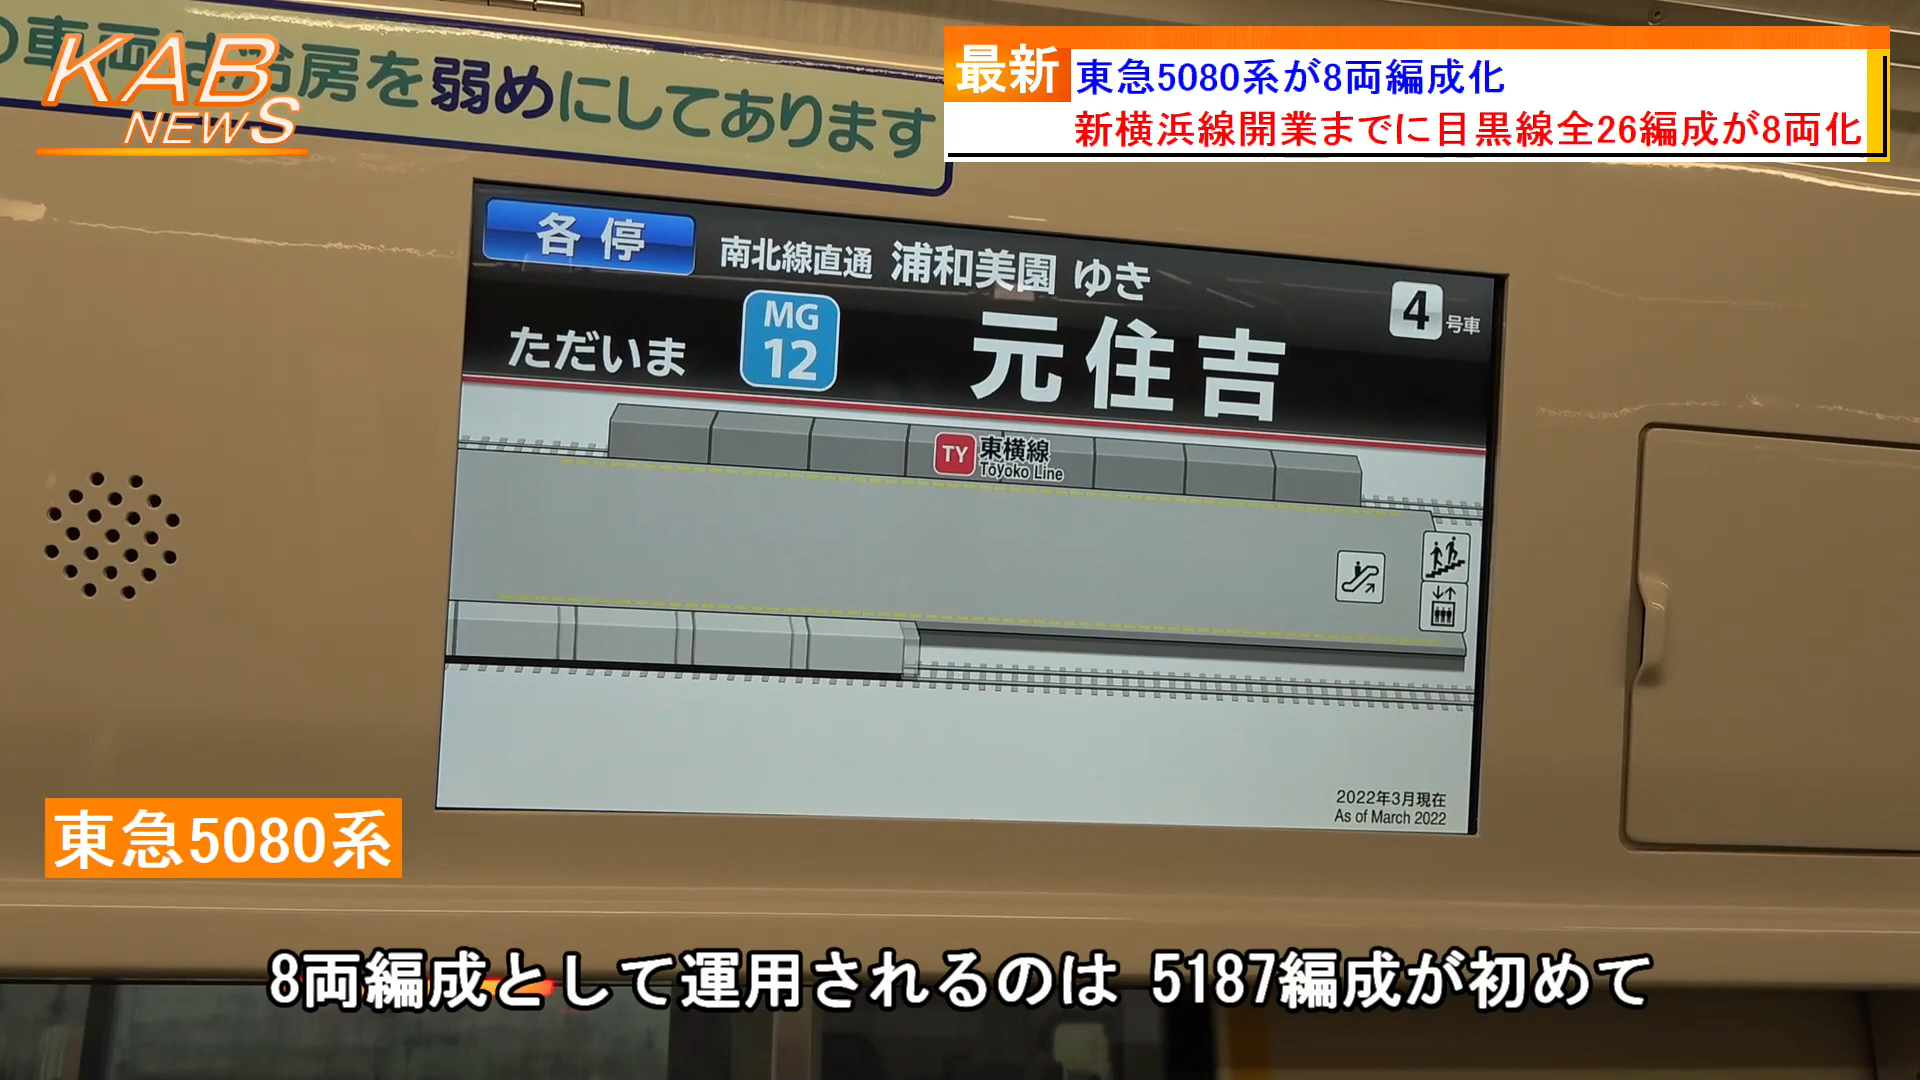 の車両は冷房を弱めにしてあります
KAB
NEWS
最新
東急5080系が8両編成化
新横浜線開業までに目黒線全26編成が8両化
各停
南北線直通 浦和美園 ゆき
4号車
ただいま
MG
12
元住吉
TY
東横線
Tōyoko Line
2022年3月現在
As of March 2022
東急5080系
8両編成として運用されるのは 5187編成が初めて